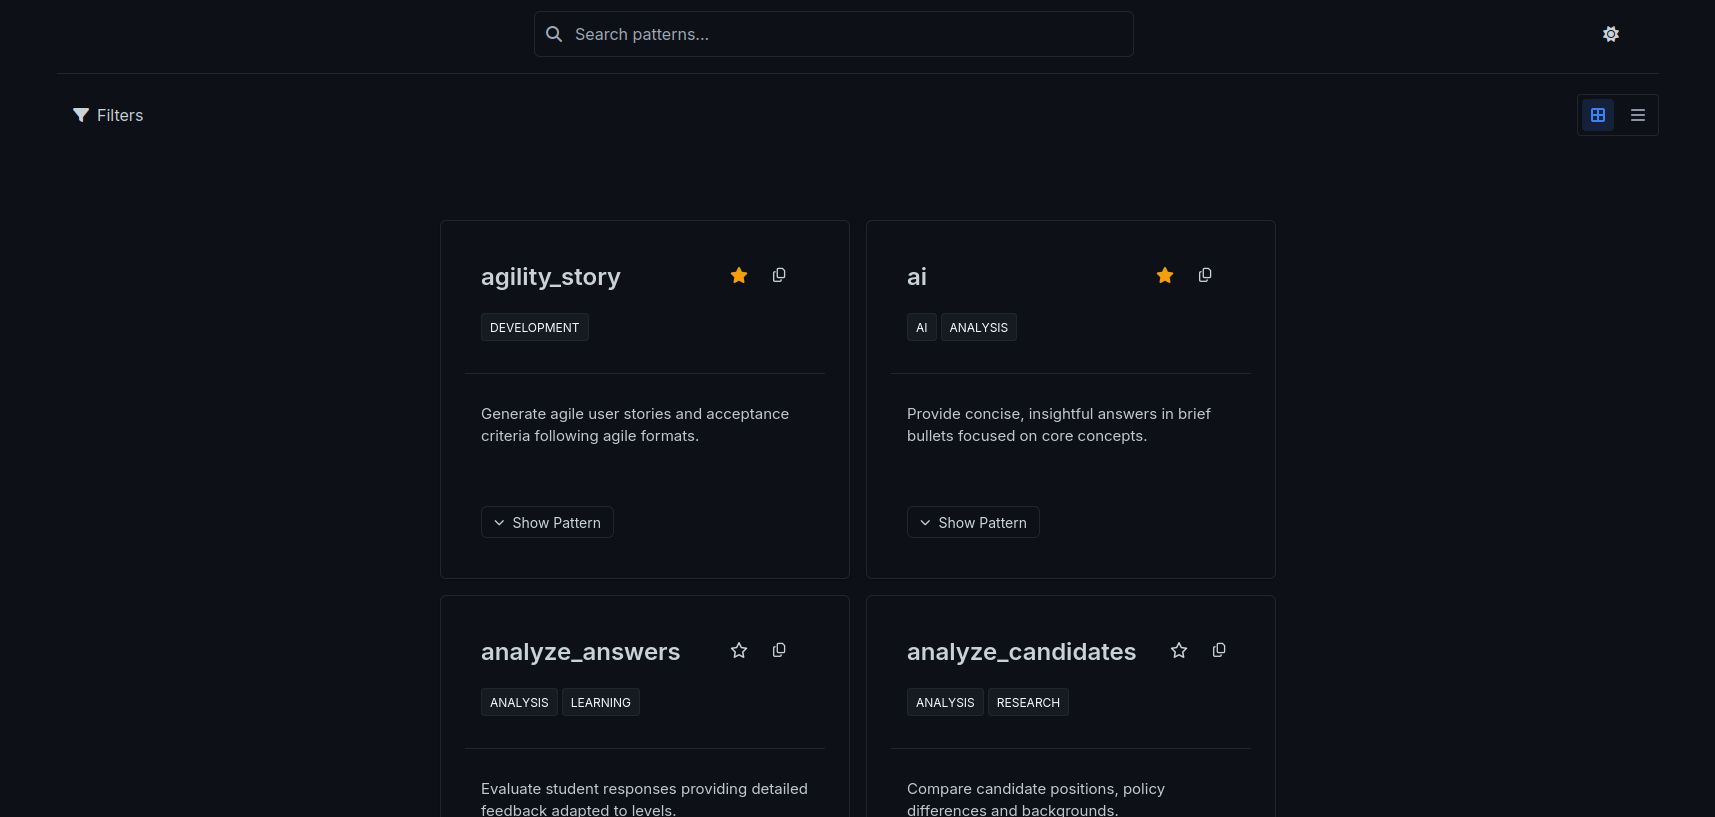 Search patterns...
Filters
agility_story
DEVELOPMENT
Generate agile user stories and acceptance
criteria following agile formats.
Show Pattern
ai
AI ANALYSIS
Provide concise, insightful answers in brief
bullets focused on core concepts.
Show Pattern
analyze_answers
ANALYSIS LEARNING
Evaluate student responses providing detailed
feedback adapted to levels.
analyze_candidates
ANALYSIS RESEARCH
Compare candidate positions, policy
differences and backgrounds.